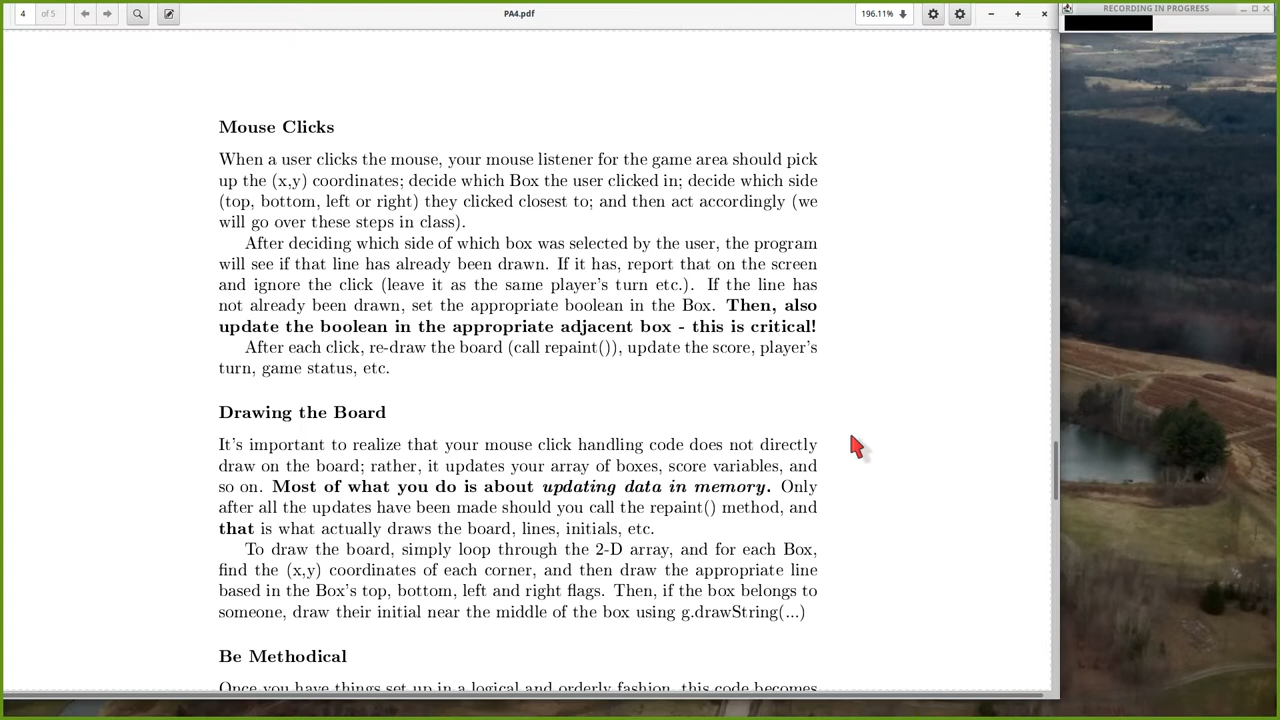 4 of 5
PA4.pdf
196.11%
RECORDING IN PROGRESS
Mouse Clicks
When a user clicks the mouse, your mouse listener for the game area should pick
up the (x,y) coordinates; decide which Box the user clicked in; decide which side
(top, bottom, left or right) they clicked closest to; and then act accordingly (we
will go over these steps in class).
After deciding which side of which box was selected by the user, the program
will see if that line has already been drawn. If it has, report that on the screen
and ignore the click (leave it as the same player's turn etc.). If the line has
not already been drawn, set the appropriate boolean in the Box. Then, also
update the boolean in the appropriate adjacent box - this is critical!
After each click, re-draw the board (call repaint()), update the score, player's
turn, game status, etc.
Drawing the Board
It's important to realize that your mouse click handling code does not directly
draw on the board; rather, it updates your array of boxes, score variables, and
so on. Most of what you do is about updating data in memory. Only
after all the updates have been made should you call the repaint() method, and
that is what actually draws the board, lines, initials, etc.
To draw the board, simply loop through the 2-D array, and for each Box,
find the (x,y) coordinates of each corner, and then draw the appropriate line
based in the Box's top, bottom, left and right flags. Then, if the box belongs to
someone, draw their initial near the middle of the box using g.drawString(...)
Be Methodical
Once you have things set up in a logical and orderly fashion, this code becomes